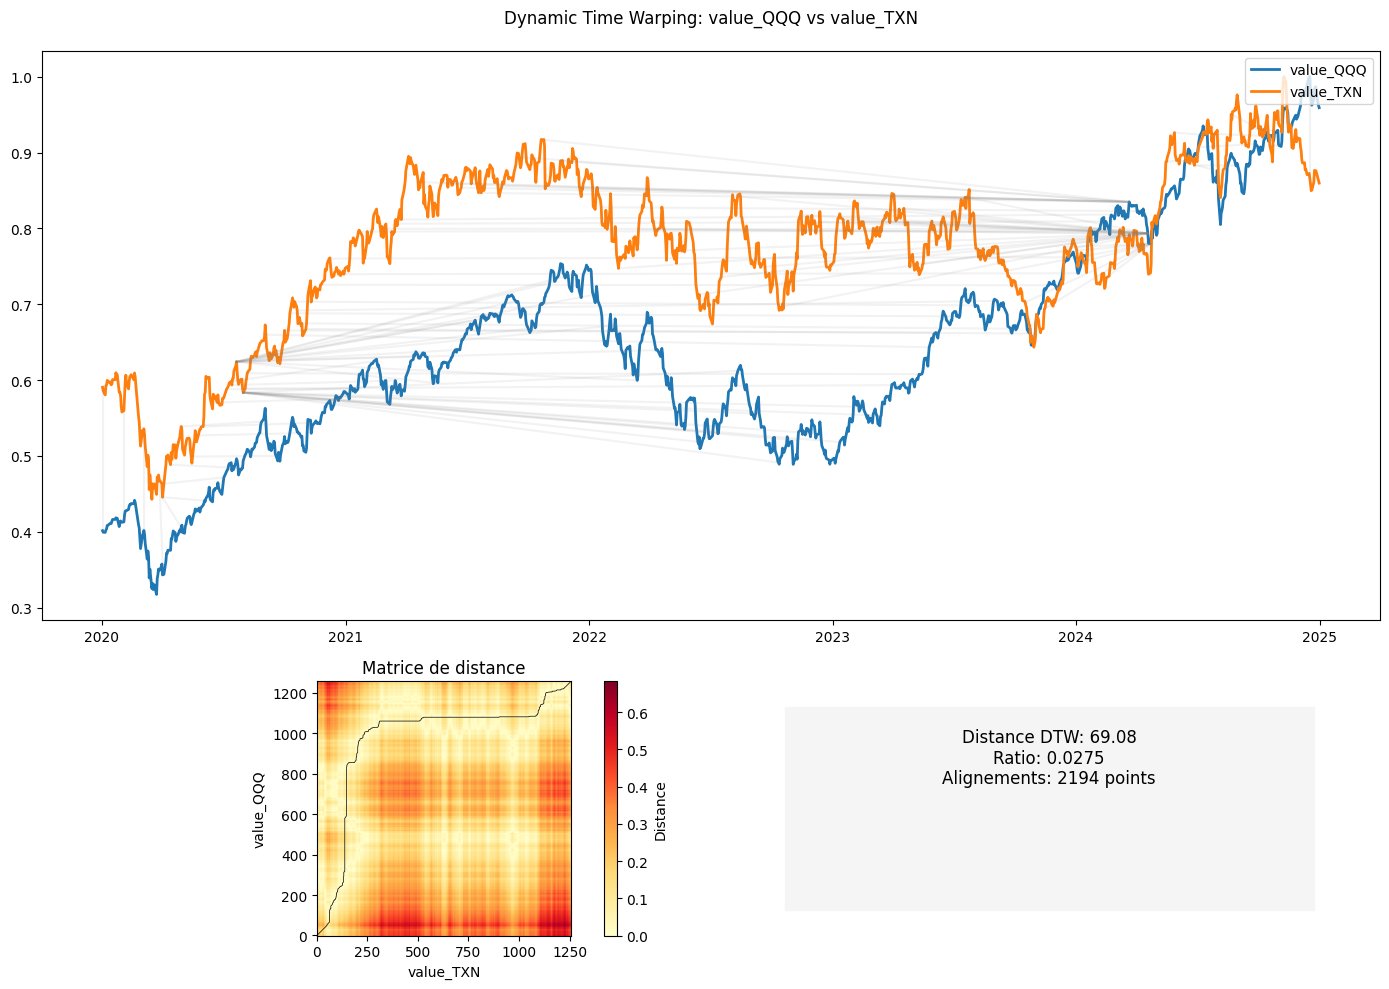 Dynamic Time Warping: value_QQQ vs value_TXN
value_QQQ
value_TXN
1.0
0.9
0.8
0.7
0.6
0.5
0.4
0.3
2020 2021 2022 2023 2024 2025
Matrice de distance
value_QQQ
1200
1000
800
600
400
200
0
0 250 500 750 1000 1250
value_TXN
0.6
0.5
0.4
0.3
0.2
0.1
0.0
Distance
Distance DTW: 69.08
Ratio: 0.0275
Alignements: 2194 points